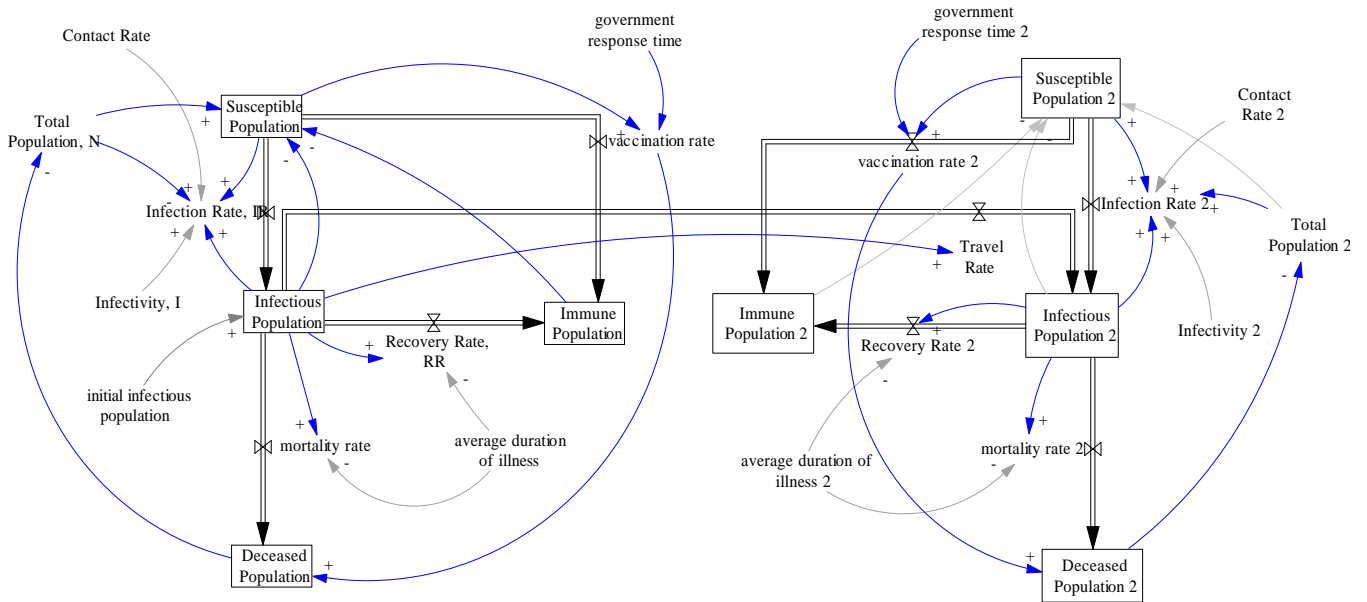 Contact Rate
government
response time
government
response time 2
Susceptible
Population
Susceptible
Population 2
Contact
Rate 2
Total
Population, N
vaccination rate
vaccination rate 2
Infection Rate, IR
Infection Rate 2
Total
Population 2
Travel
Rate
Infectivity, I
Infectious
Population
Immune
Population
Immune
Population 2
Infectious
Population 2
Infectivity 2
Recovery Rate,
RR
Recovery Rate 2
initial infectious
population
mortality rate
average duration
of illness
average duration of
illness 2
mortality rate 2
Deceased
Population
Deceased
Population 2